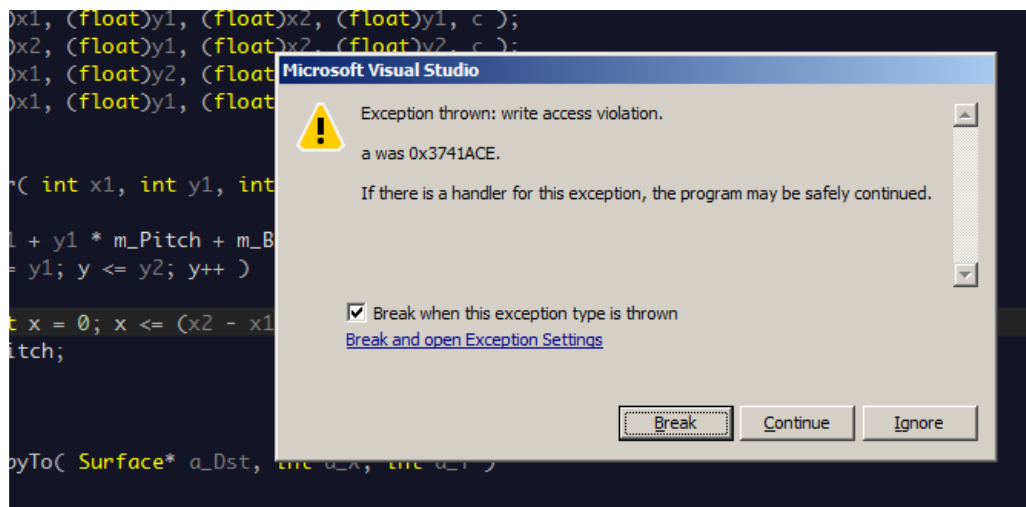 )x1, (float)y1, (float)x2, (float)y1, c );
)x2, (float)y1, (float)x2, (float)y2, c );
)x1, (float)y2, (float
)x1, (float)y1, (float
Microsoft Visual Studio
Exception thrown: write access violation.
a was 0x3741ACE.
If there is a handler for this exception, the program may be safely continued.
r( int x1, int y1, int
1 + y1 * m_Pitch + m_B
= y1; y <= y2; y++ )
t x = 0; x <= (x2 - x1
itch;
Break when this exception type is thrown
Break and open Exception Settings
Break
Continue
Ignore
pyTo( Surface* a_Dst, int a_X, int a_Y )